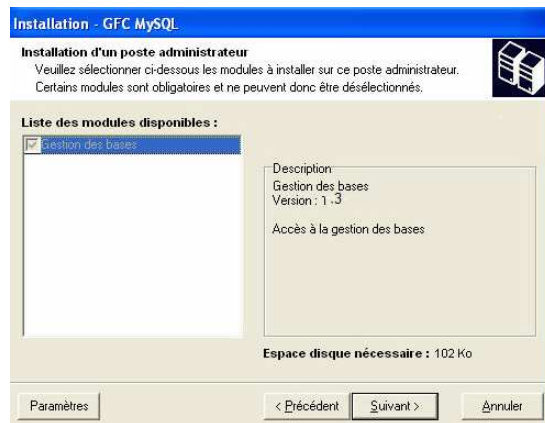 Installation - GFC MySQL
Installation d'un poste administrateur
Veuillez sélectionner ci-dessous les modules à installer sur ce poste administrateur.
Certains modules sont obligatoires et ne peuvent donc être désélectionnés.
Liste des modules disponibles :
Gestion des bases
Description
Gestion des bases
Version : 1.3
Accès à la gestion des bases
Espace disque nécessaire : 102 Ko
Paramètres
< Précédent
Suivant >
Annuler